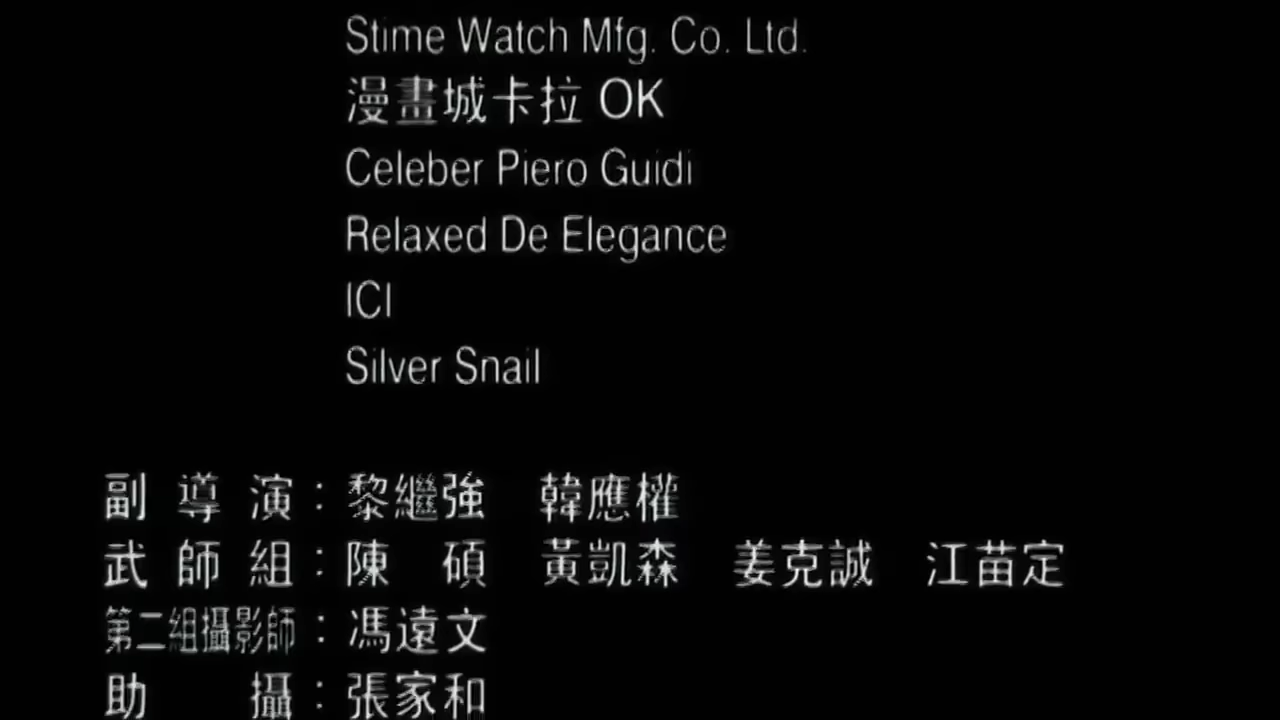 Stime Watch Mfg. Co. Ltd.
漫畫城卡拉 OK
Celeber Piero Guidi
Relaxed De Elegance
ICI
Silver Snail
副 導 演：黎繼強 韓應權
武 師 組：陳 碩 黃凱森 姜克誠 江苗定
第二組攝影師：馮遠文
助 攝：張家和